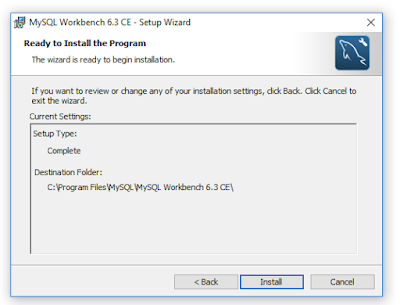 MySQL Workbench 6.3 CE - Setup Wizard
Ready to Install the Program
The wizard is ready to begin installation.
If you want to review or change any of your installation settings, click Back. Click Cancel to
exit the wizard.
Current Settings:
Setup Type:
Complete
Destination Folder:
C:\Program Files\MySQL\MySQL Workbench 6.3 CE\
< Back
Install
Cancel